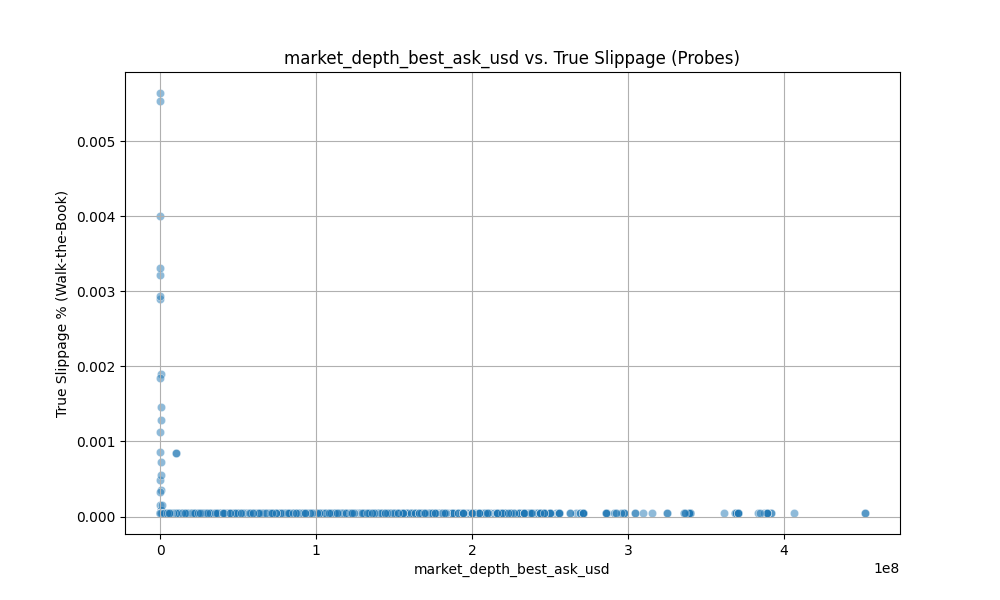 market_depth_best_ask_usd vs. True Slippage (Probes)
True Slippage % (Walk-the-Book)
0.005
0.004
0.003
0.002
0.001
0.000
0 1 2 3 4
1e8
market_depth_best_ask_usd